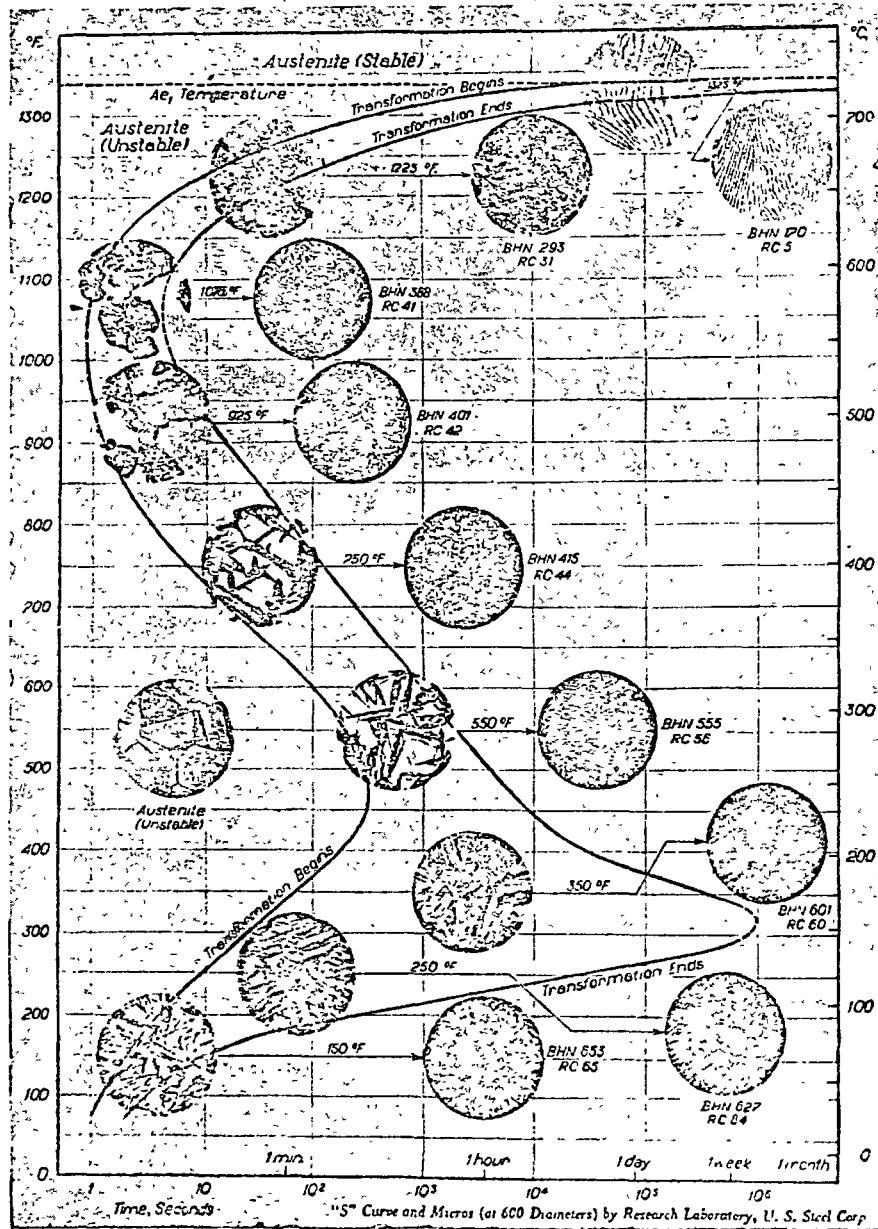 °F
°C
Austenite (Stable)
Ae₁ Temperature
Transformation Begins
Transformation Ends
Austenite
(Unstable)
1300
1200
1100
1000
900
800
700
600
500
400
300
200
100
0
700
600
500
400
300
200
100
0
1325 °F
BHN 170
RC 5
1225 °F.
BHN 293
RC 31
BHN 388
RC 41
925 °F
BHN 401
RC 42
750 °F
BHN 415
RC 44
550 °F
BHN 555
RC 56
Austenite
(Unstable)
Transformation Begins
350 °F
BHN 601
RC 60
250 °F
Transformation Ends
BHN 627
150 °F
BHN 653
RC 65
1 min
1 hour
1 day
1 week
1 month
1
10
10²
10³
10⁴
10⁵
10⁶
Time, Seconds
"S" Curve and Micros (at 600 Diameters) by Research Laboratory, U. S. Steel Corp